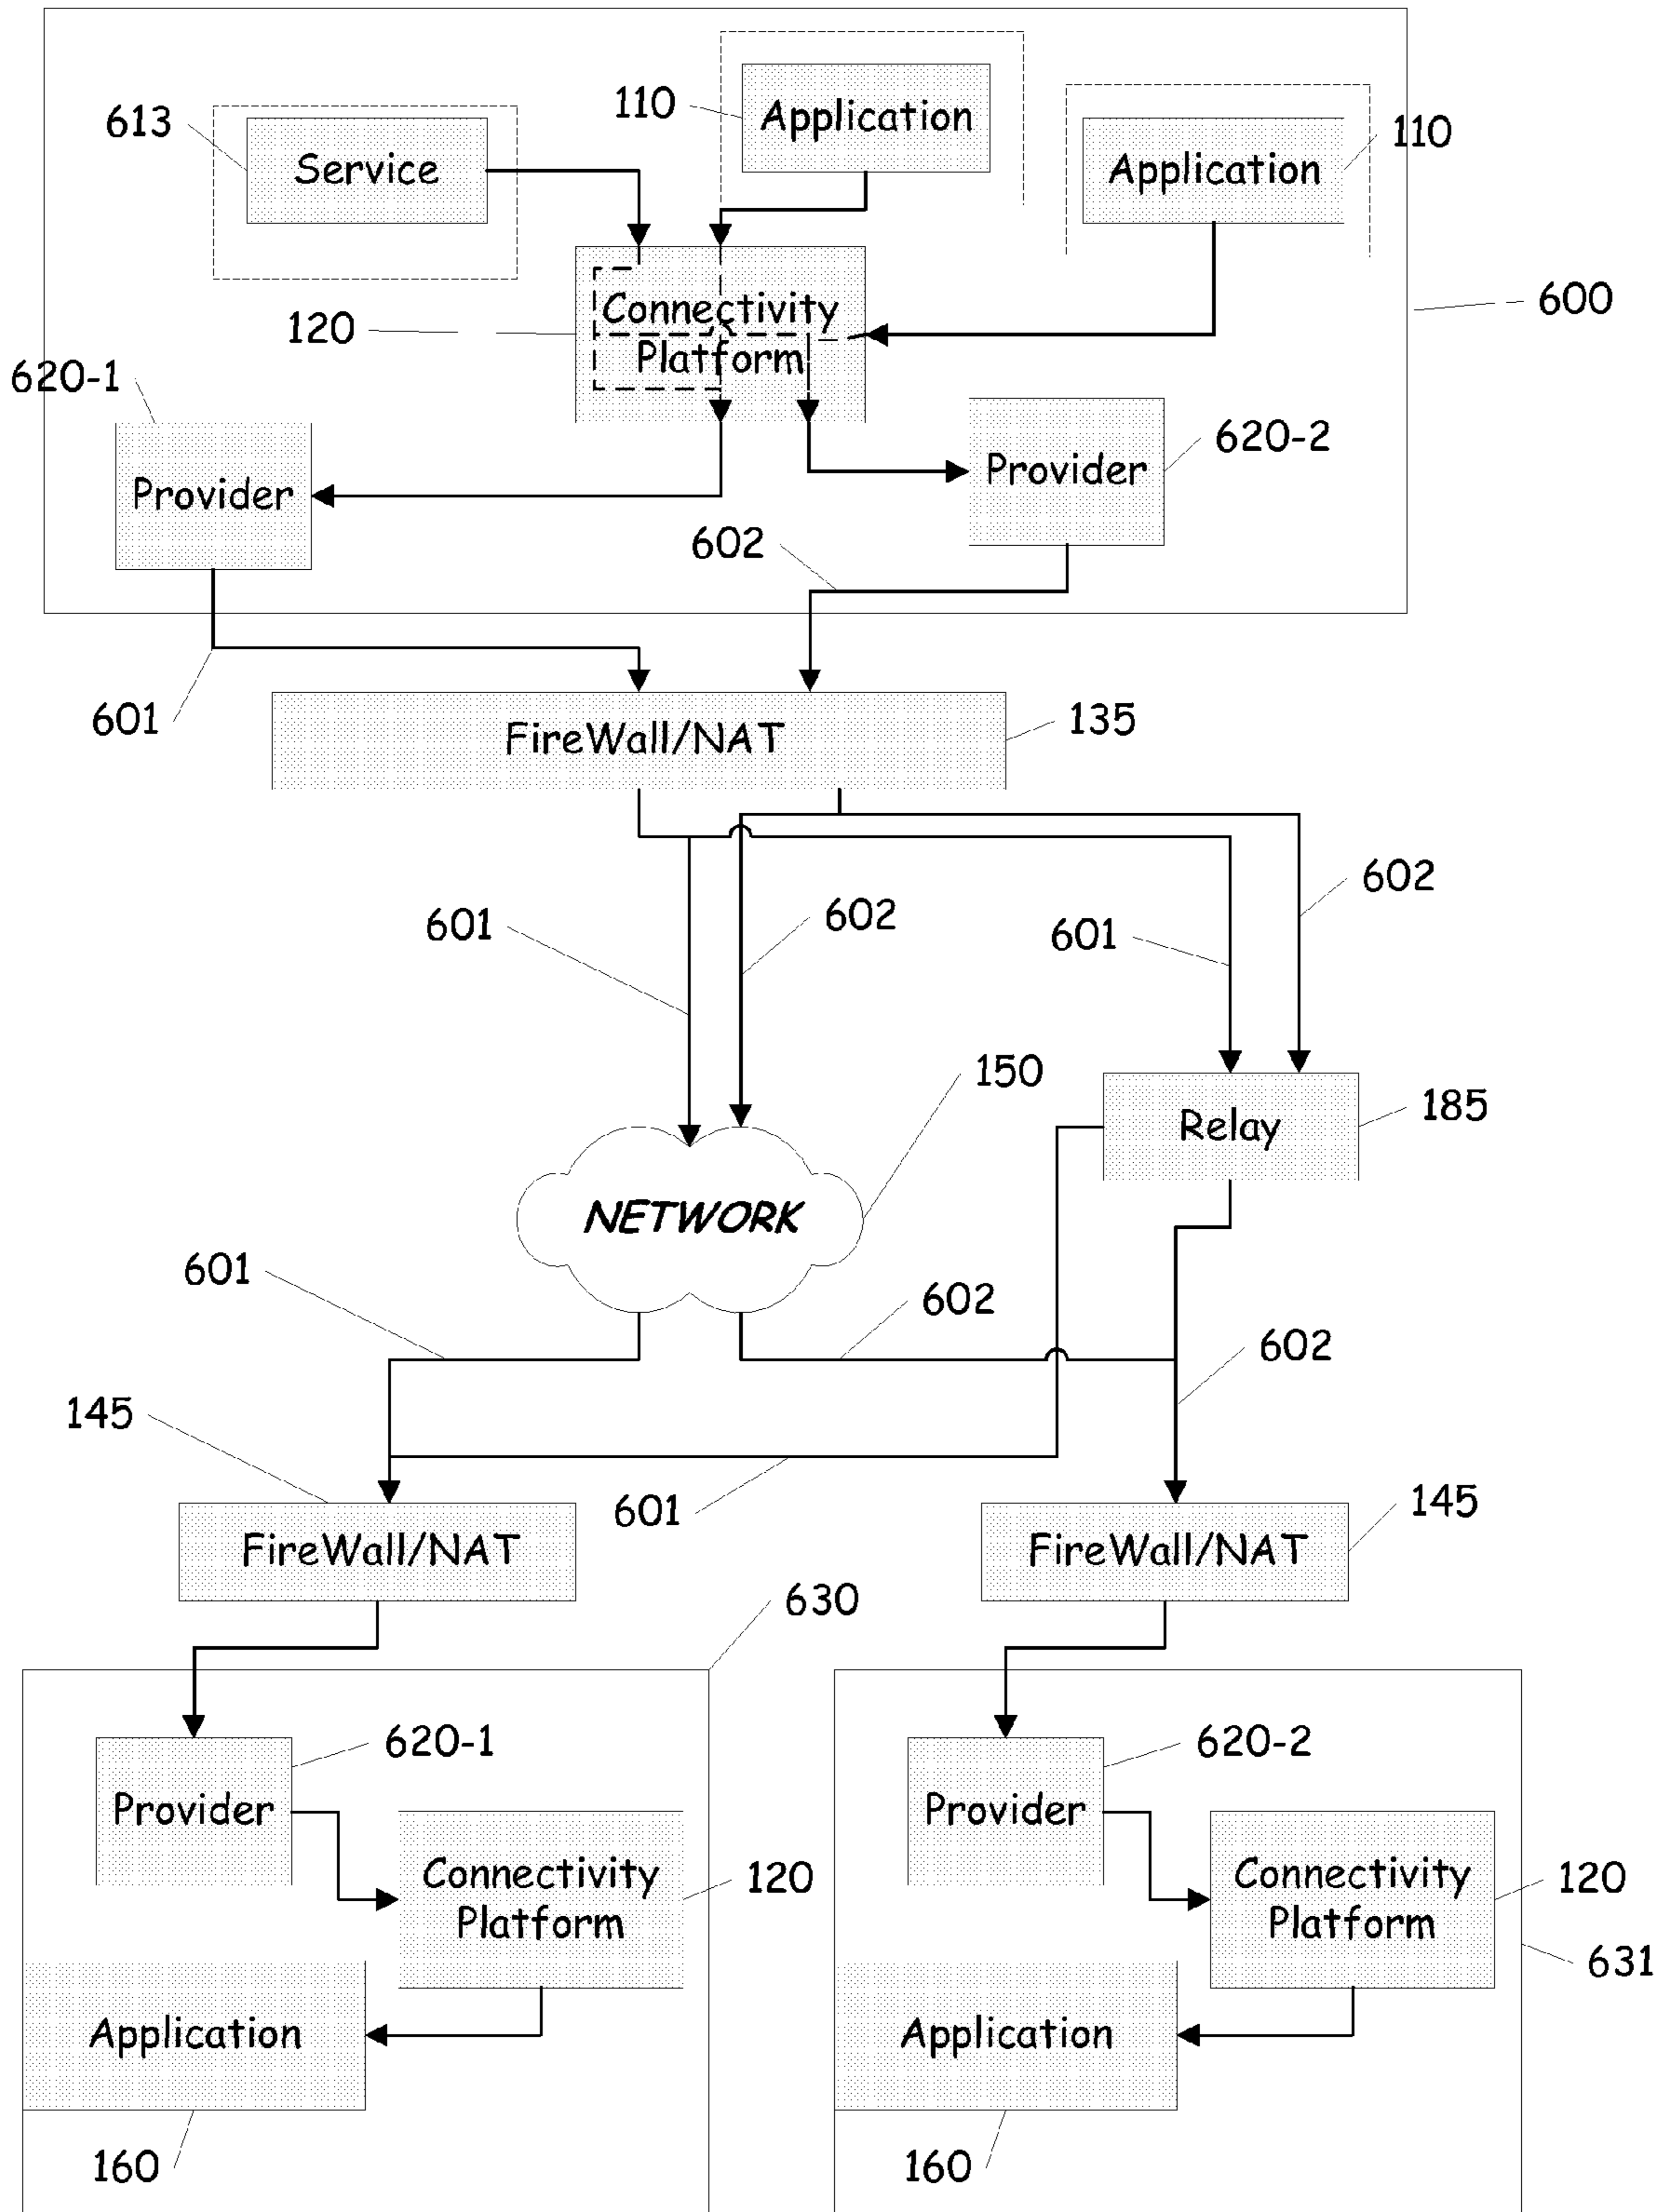 110
Application
613
Service
110
Application
600
120
Connectivity
Platform
620-1
Provider
620-2
Provider
602
601
FireWall/NAT
135
602
601
602
601
150
185
Relay
NETWORK
601
602
602
145
601
145
FireWall/NAT
FireWall/NAT
630
620-1
620-2
Provider
Provider
Connectivity
Platform
120
Connectivity
Platform
120
631
Application
Application
160
160